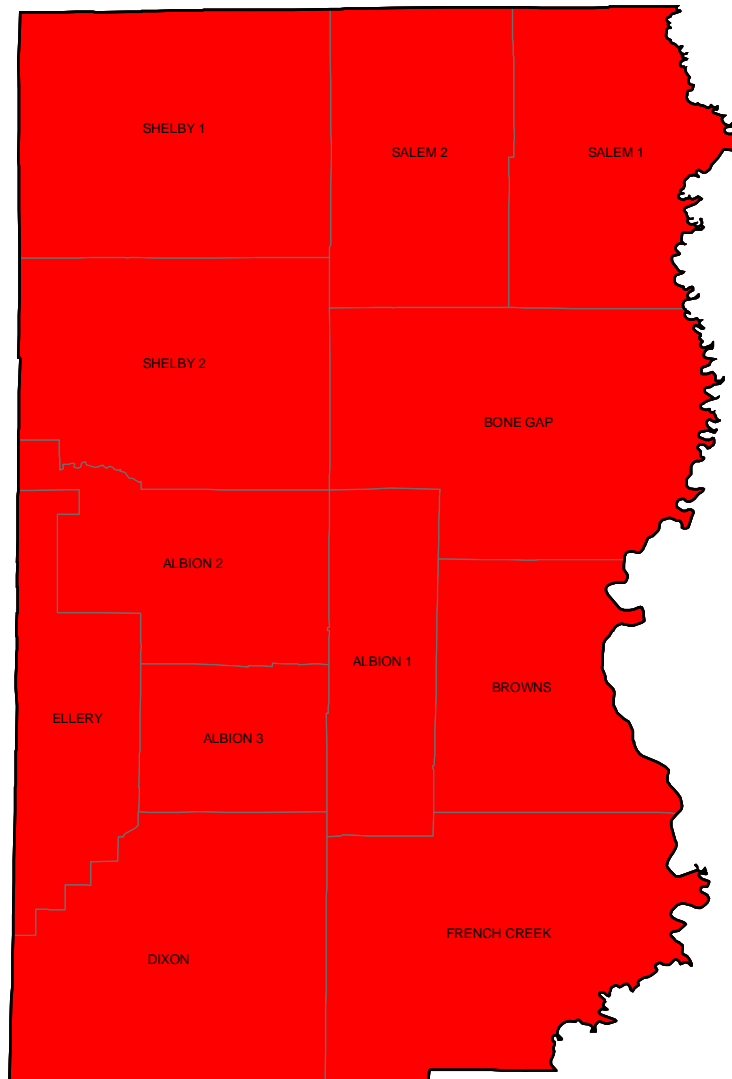 SHELBY 1
SALEM 2
SALEM 1
SHELBY 2
BONE GAP
ALBION 2
ALBION 1
BROWNS
ELLERY
ALBION 3
FRENCH CREEK
DIXON